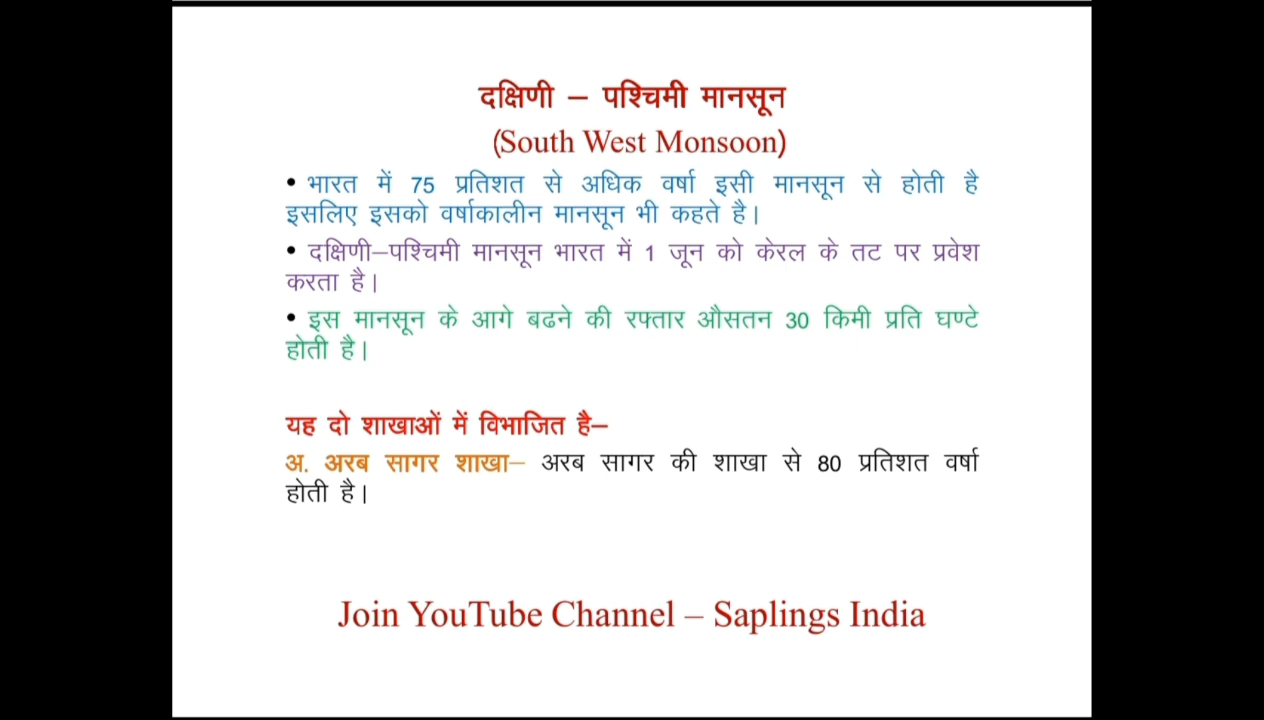 दक्षिणी – पश्चिमी मानसून
(South West Monsoon)
• भारत में 75 प्रतिशत से अधिक वर्षा इसी मानसून से होती है
इसलिए इसको वर्षाकालीन मानसून भी कहते है।
• दक्षिणी–पश्चिमी मानसून भारत में 1 जून को केरल के तट पर प्रवेश
करता है।
• इस मानसून के आगे बढने की रफ्तार औसतन 30 किमी प्रति घण्टे
होती है।
यह दो शाखाओं में विभाजित है–
अ. अरब सागर शाखा– अरब सागर की शाखा से 80 प्रतिशत वर्षा
होती है।
Join YouTube Channel – Saplings India